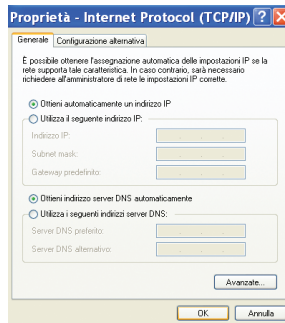 Proprietà - Internet Protocol (TCP/IP)
Generale
Configurazione alternativa
È possibile ottenere l'assegnazione automatica delle impostazioni IP se la
rete supporta tale caratteristica. In caso contrario, sarà necessario
richiedere all'amministratore di rete le impostazioni IP corrette.
Ottieni automaticamente un indirizzo IP
Utilizza il seguente indirizzo IP:
Indirizzo IP:
Subnet mask:
Gateway predefinito:
Ottieni indirizzo server DNS automaticamente
Utilizza i seguenti indirizzi server DNS:
Server DNS preferito:
Server DNS alternativo:
Avanzate...
OK
Annulla